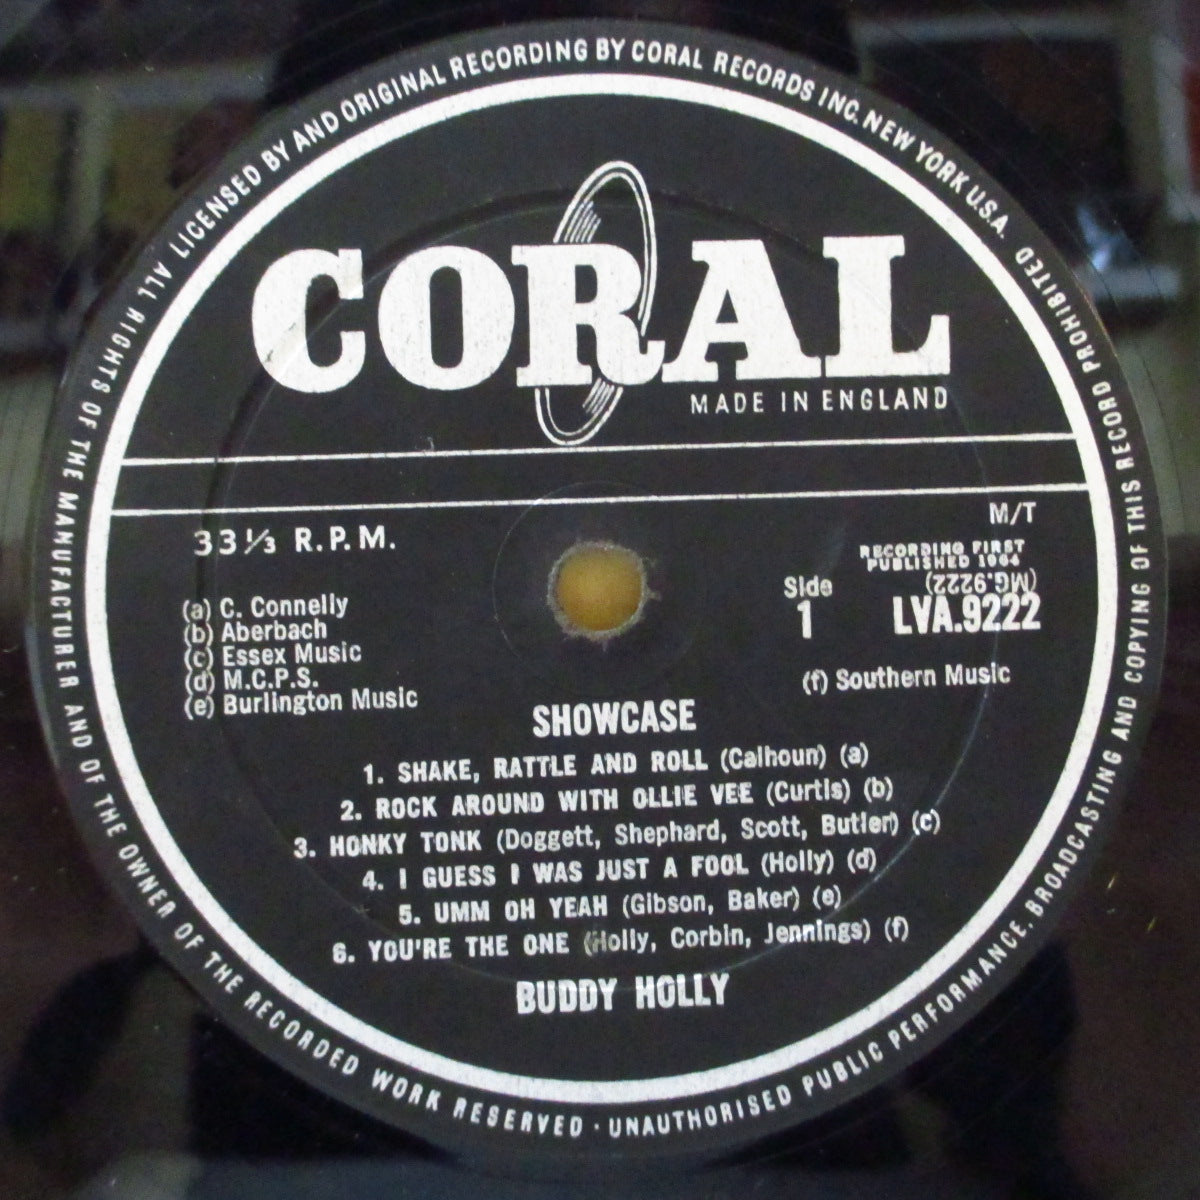 ALL RIGHTS OF THE MANUFACTURER AND OF THE OWNER OF THE RECORDED WORK RESERVED · UNAUTHORISED PUBLIC PERFORMANCE, BROADCASTING AND COPYING OF THIS RECORD PROHIBITED
LICENSED BY AND ORIGINAL RECORDING BY CORAL RECORDS INC. NEW YORK U.S.A.
CORAL
MADE IN ENGLAND
33⅓ R.P.M.
M/T
RECORDING FIRST
PUBLISHED 1964
(MG.9222)
Side
1
LVA.9222
(a) C. Connelly
(b) Aberbach
(c) Essex Music
(d) M.C.P.S.
(e) Burlington Music
(f) Southern Music
SHOWCASE
1. SHAKE, RATTLE AND ROLL (Calhoun) (a)
2. ROCK AROUND WITH OLLIE VEE (Curtis) (b)
3. HONKY TONK (Doggett, Shephard, Scott, Butler) (c)
4. I GUESS I WAS JUST A FOOL (Holly) (d)
5. UMM OH YEAH (Gibson, Baker) (e)
6. YOU'RE THE ONE (Holly, Corbin, Jennings) (f)
BUDDY HOLLY